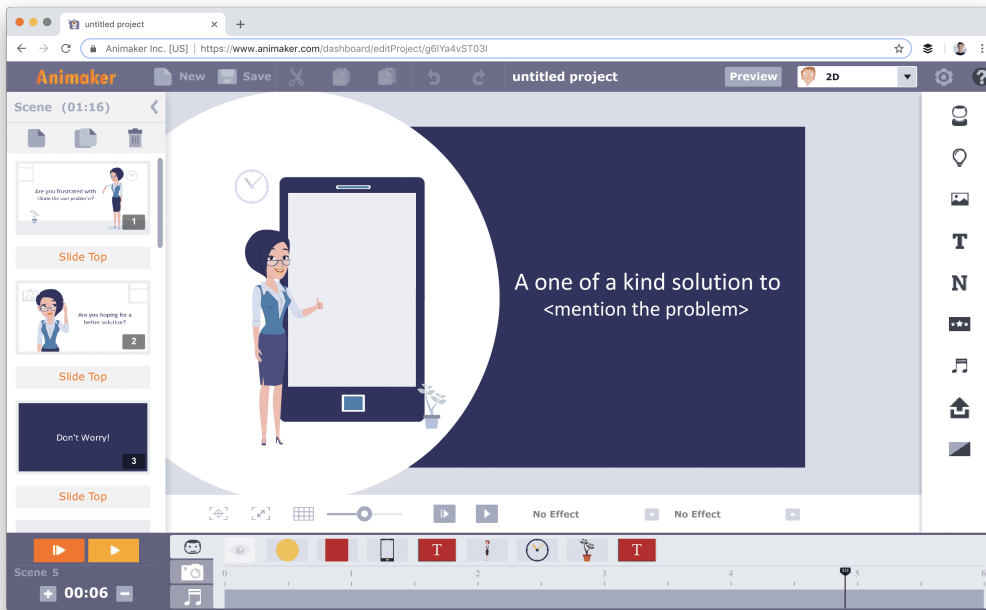 untitled project
Animaker Inc. [US] | https://www.animaker.com/dashboard/editProject/g6IYa4vST03I
Animaker New Save untitled project Preview 2D ?
Scene (01:16)
Are you frustrated with
<State the user problem>?
1
Slide Top
Are you hoping for a
better solution?
2
Slide Top
Don't Worry!
3
Slide Top
A one of a kind solution to
<mention the problem>
T
N
No Effect No Effect
T T
Scene 5
00:06
0 1 2 3 4 5 6